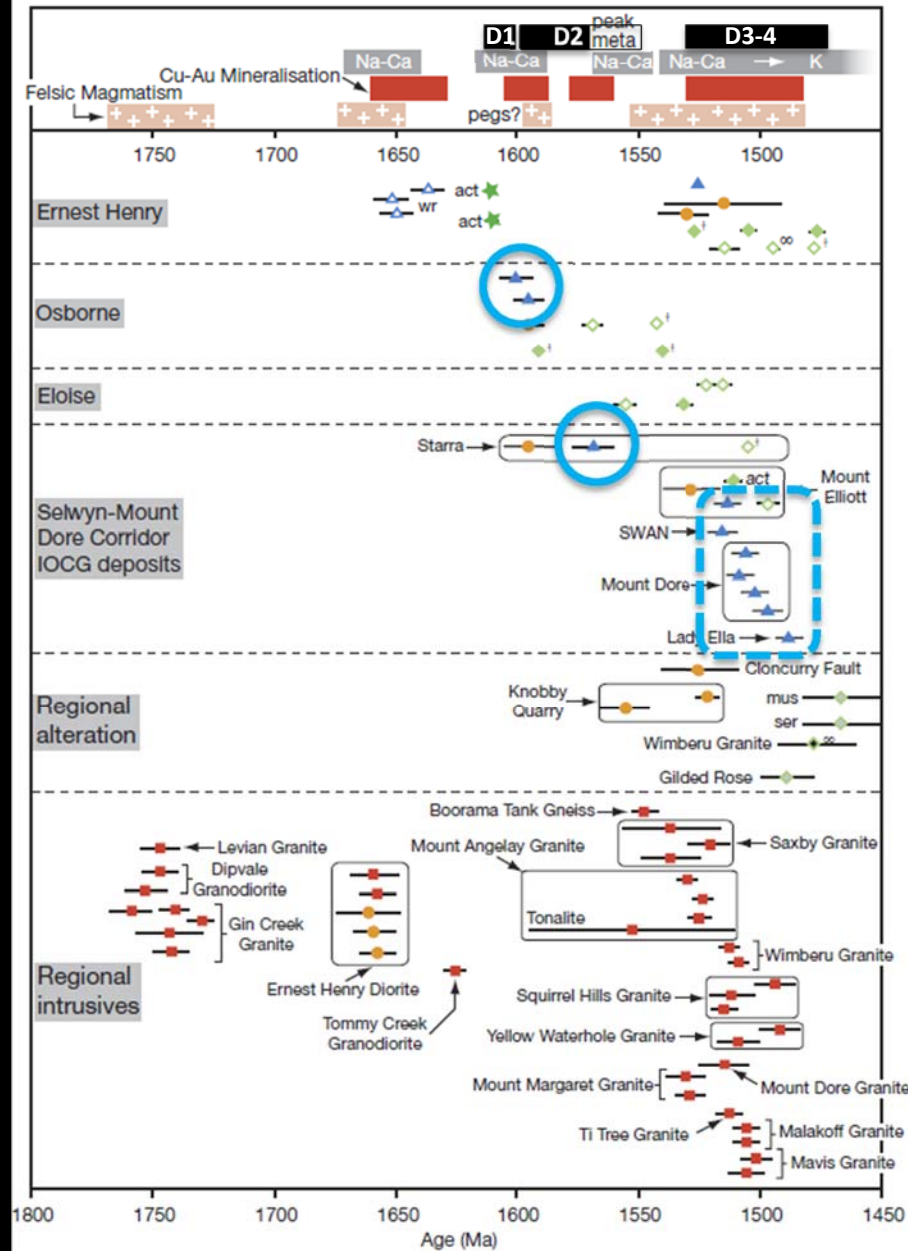 D1
D2
peak
meta
D3-4
Na-Ca
Na-Ca
Na-Ca
Na-Ca → K
Cu-Au Mineralisation
Felsic Magmatism
pegs?
1750
1700
1650
1600
1550
1500
Ernest Henry
wr
act
act
∞
Osborne
Eloise
Starra
Selwyn-Mount
Dore Corridor
IOCG deposits
act
Mount
Elliott
SWAN
Mount Dore
Lady Ella
Cloncurry Fault
Regional
alteration
Knobby
Quarry
mus
ser
Wimberu Granite
∞
Gilded Rose
Boorama Tank Gneiss
Levian Granite
Mount Angelay Granite
Saxby Granite
Dipvale
Granodiorite
Gin Creek
Granite
Tonalite
Wimberu Granite
Regional
intrusives
Ernest Henry Diorite
Squirrel Hills Granite
Tommy Creek
Granodiorite
Yellow Waterhole Granite
Mount Margaret Granite
Mount Dore Granite
Ti Tree Granite
Malakoff Granite
Mavis Granite
1800
1750
1700
1650
1600
1550
1500
1450
Age (Ma)